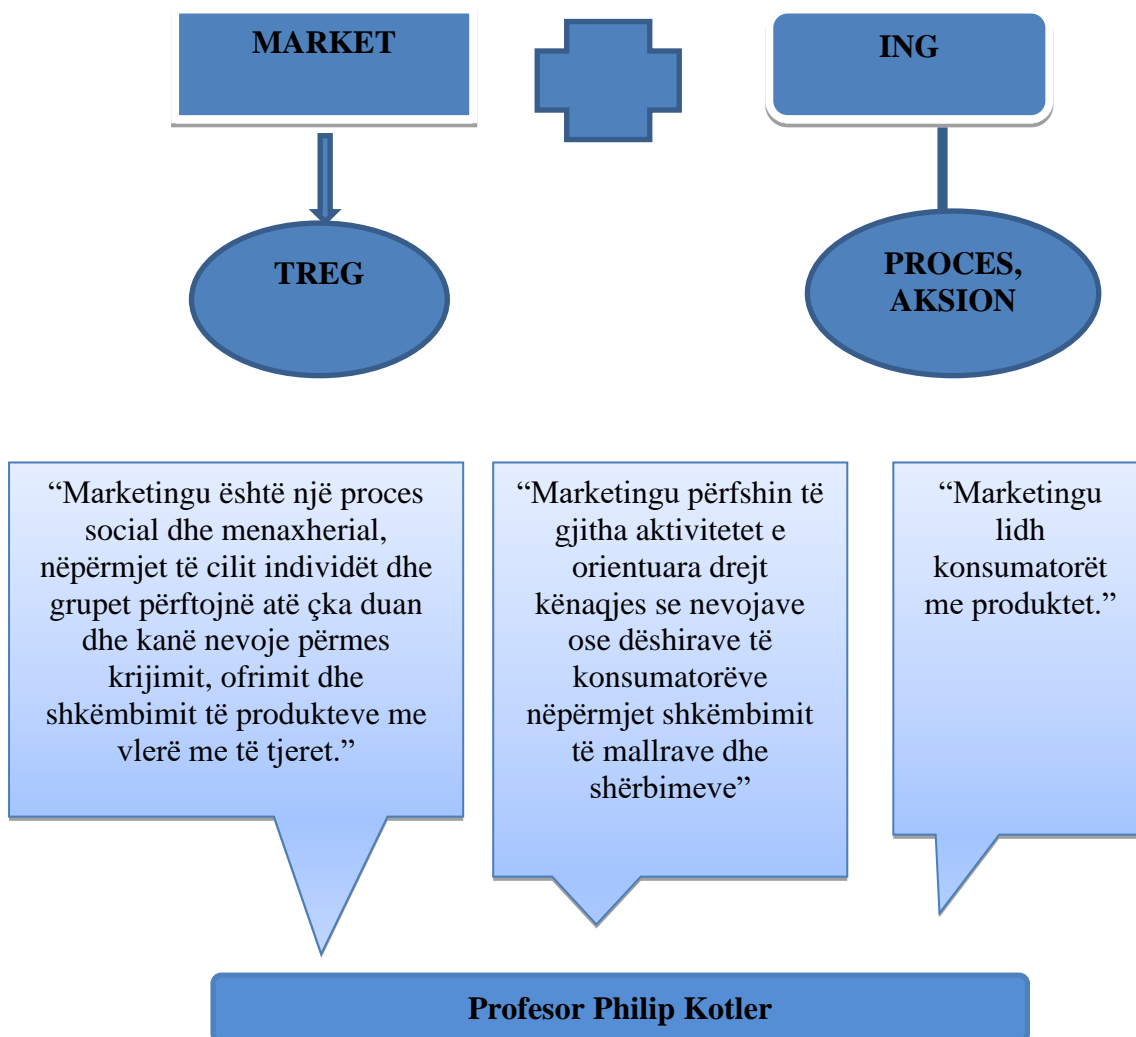 MARKET
ING
TREG
PROCES,
AKSION
“Marketingu është një proces
social dhe menaxherial,
nëpërmjet të cilit individët dhe
grupet përftojnë atë çka duan
dhe kanë nevoje përmes
krijimit, ofrimit dhe
shkëmbimit të produkteve me
vlerë me të tjeret.”
“Marketingu përfshin të
gjitha aktivitetet e
orientuara drejt
kënaqjes se nevojave
ose dëshirave të
konsumatorëve
nëpërmjet shkëmbimit
të mallrave dhe
shërbimeve”
“Marketingu
lidh
konsumatorët
me produktet.”
Profesor Philip Kotler